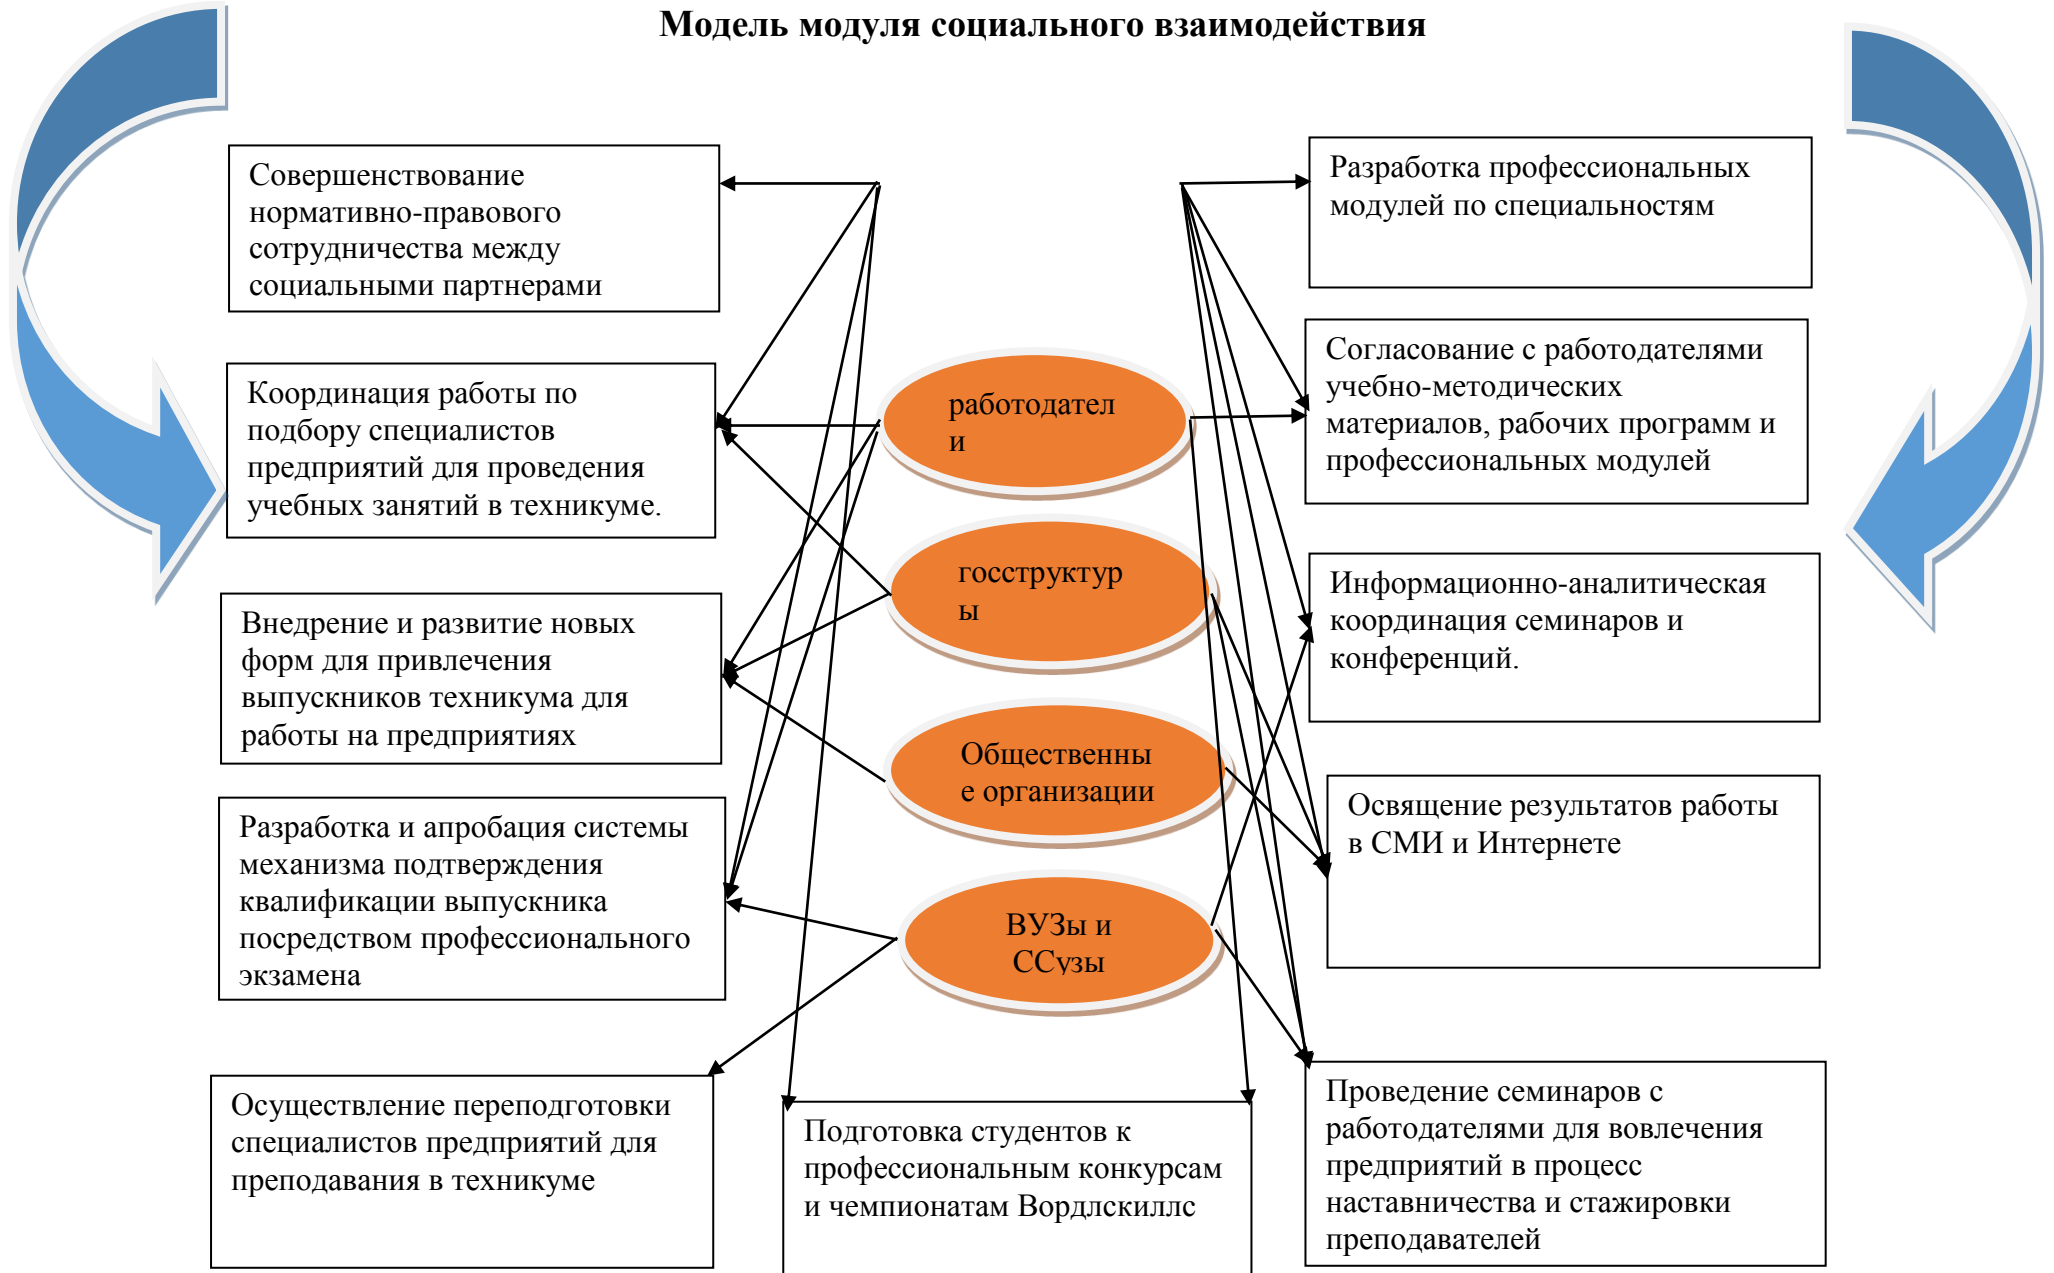 Модель модуля социального взаимодействия
Совершенствование
нормативно-правового
сотрудничества между
социальными партнерами
Координация работы по
подбору специалистов
предприятий для проведения
учебных занятий в техникуме.
Внедрение и развитие новых
форм для привлечения
выпускников техникума для
работы на предприятиях
Разработка и апробация системы
механизма подтверждения
квалификации выпускника
посредством профессионального
экзамена
Осуществление переподготовки
специалистов предприятий для
преподавания в техникуме
работодател
и
госструктур
ы
Общественны
е организации
ВУЗы и
ССузы
Подготовка студентов к
профессиональным конкурсам
и чемпионатам Вордлскиллс
Разработка профессиональных
модулей по специальностям
Согласование с работодателями
учебно-методических
материалов, рабочих программ и
профессиональных модулей
Информационно-аналитическая
координация семинаров и
конференций.
Освящение результатов работы
в СМИ и Интернете
Проведение семинаров с
работодателями для вовлечения
предприятий в процесс
наставничества и стажировки
преподавателей